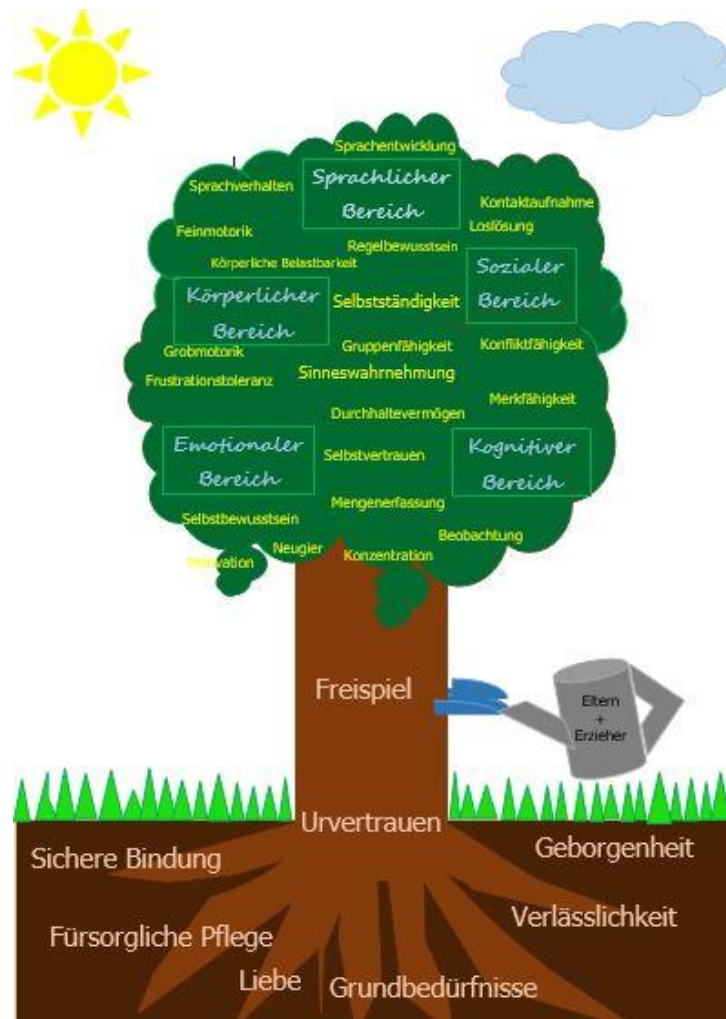 Sprachentwicklung
Sprachlicher
Bereich
Sprachverhalten
Kontaktaufnahme
Loslösung
Feinmotorik
Regelbewusstsein
Körperliche Belastbarkeit
Sozialer
Bereich
Körperlicher
Bereich
Selbstständigkeit
Gruppenfähigkeit
Konfliktfähigkeit
Grobmotorik
Sinneswahrnehmung
Frustrationstoleranz
Merkfähigkeit
Durchhaltevermögen
Emotionaler
Bereich
Selbstvertrauen
Kognitiver
Bereich
Mengenerfassung
Selbstbewusstsein
Beobachtung
Neugier
Konzentration
Freispiel
Eltern
+
Erzieher
Urvertrauen
Sichere Bindung
Geborgenheit
Verlässlichkeit
Fürsorgliche Pflege
Liebe
Grundbedürfnisse